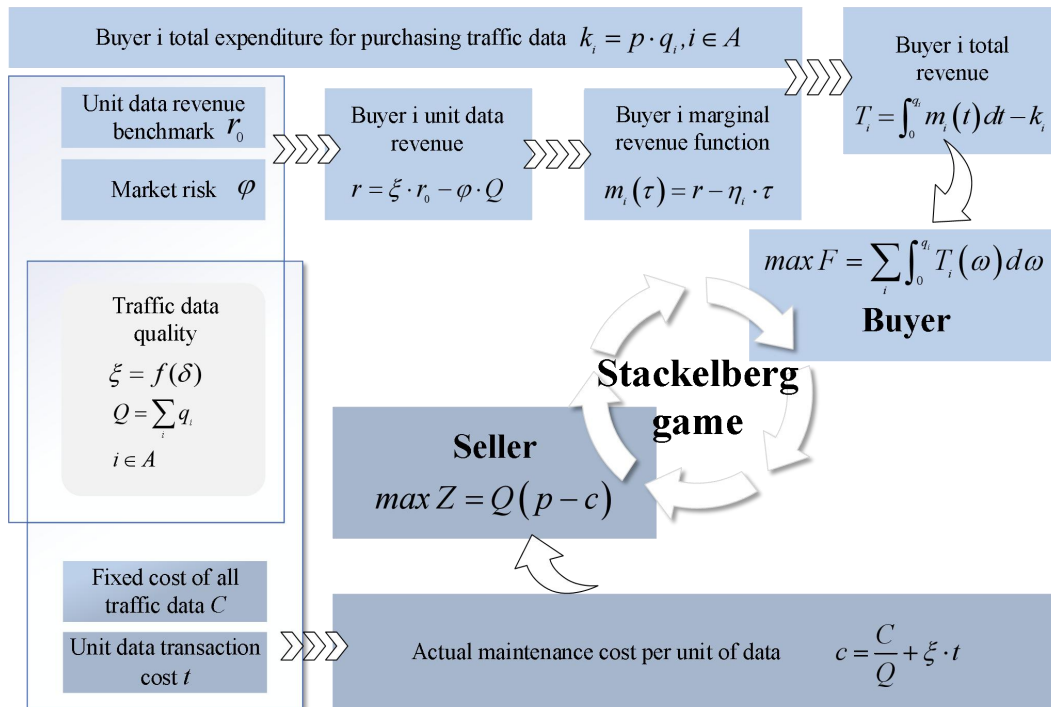 Buyer i total expenditure for purchasing traffic data k_i = p · q_i, i ∈ A
Buyer i total
revenue
T_i = ∫_0^{q_i} m_i(t)dt − k_i
Unit data revenue
benchmark r_0
Market risk φ
Buyer i unit data
revenue
r = ξ · r_0 − φ · Q
Buyer i marginal
revenue function
m_i(τ) = r − η_i · τ
max F = ∑_i ∫_0^{q_i} T_i(ω)dω
Buyer
Traffic data
quality
ξ = f(δ)
Q = ∑_i q_i
i ∈ A
Stackelberg
game
Seller
max Z = Q(p − c)
Fixed cost of all
traffic data C
Unit data transaction
cost t
Actual maintenance cost per unit of data c = C/Q + ξ · t